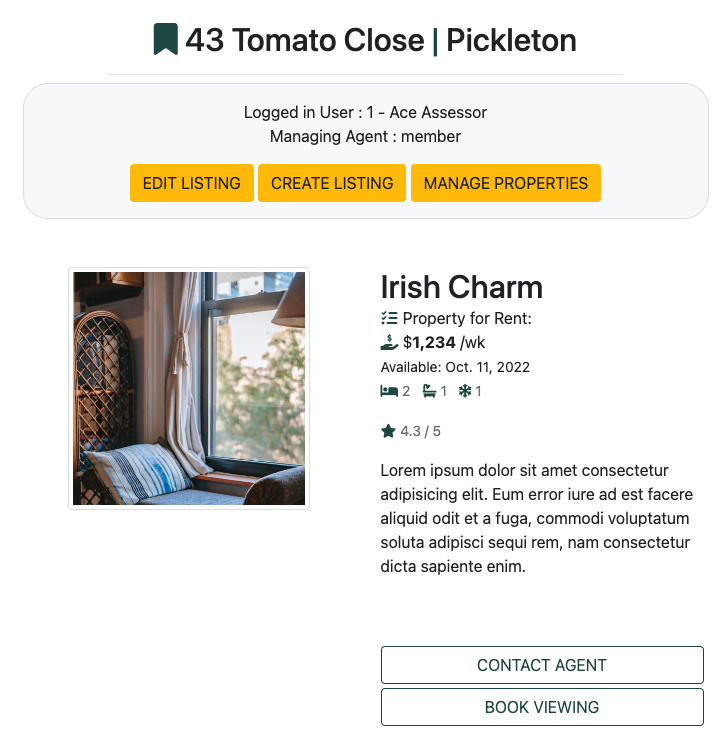 43 Tomato Close | Pickleton
Logged in User : 1 - Ace Assessor
Managing Agent : member
EDIT LISTING CREATE LISTING MANAGE PROPERTIES
Irish Charm
Property for Rent:
$1,234 /wk
Available: Oct. 11, 2022
2 1 1
4.3 / 5
Lorem ipsum dolor sit amet consectetur
adipisicing elit. Eum error iure ad est facere
aliquid odit et a fuga, commodi voluptatum
soluta adipisci sequi rem, nam consectetur
dicta sapiente enim.
CONTACT AGENT
BOOK VIEWING